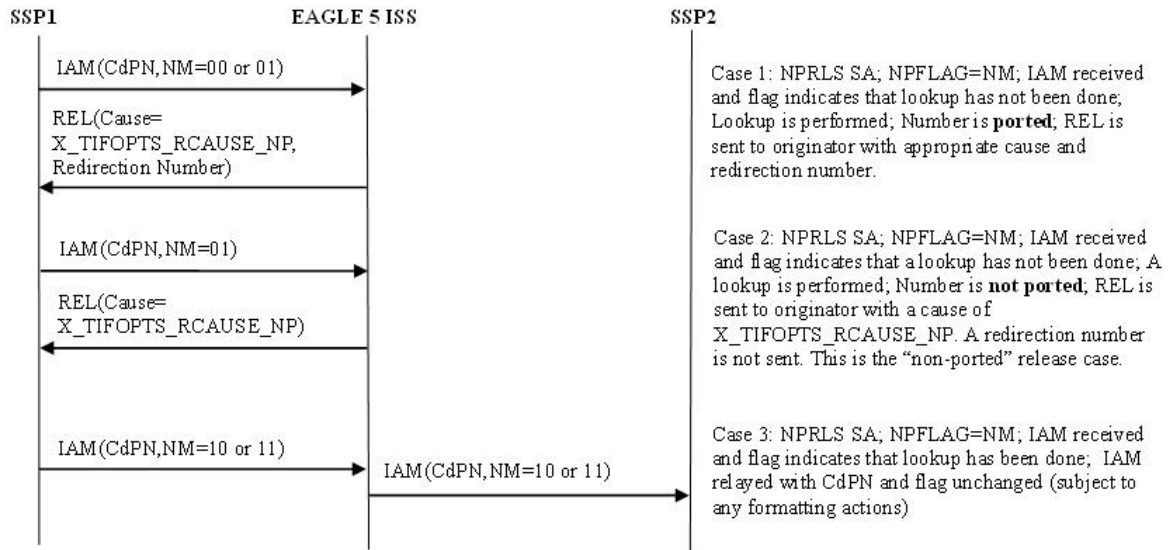 SSP1
EAGLE 5 ISS
SSP2
IAM(CdPN,NM=00 or 01)
REL(Cause=
X_TIFOPTS_RCAUSE_NP,
Redirection Number)
Case 1: NPRLS SA; NPFLAG=NM; IAM received
and flag indicates that lookup has not been done;
Lookup is performed; Number is ported; REL is
sent to originator with appropriate cause and
redirection number.
IAM(CdPN,NM=01)
REL(Cause=
X_TIFOPTS_RCAUSE_NP)
Case 2: NPRLS SA; NPFLAG=NM; IAM received
and flag indicates that a lookup has not been done; A
lookup is performed; Number is not ported; REL is
sent to originator with a cause of
X_TIFOPTS_RCAUSE_NP. A redirection number
is not sent. This is the “non-ported” release case.
IAM(CdPN,NM=10 or 11)
IAM(CdPN,NM=10 or 11)
Case 3: NPRLS SA; NPFLAG=NM; IAM received
and flag indicates that lookup has been done; IAM
relayed with CdPN and flag unchanged (subject to
any formatting actions)